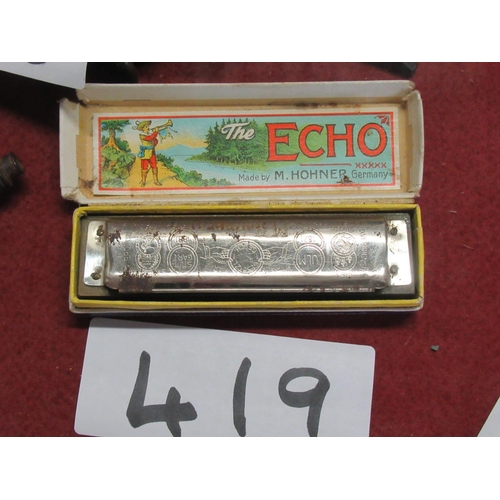 The ECHO
xxxxx
Made by M. HOHNER Germany
419